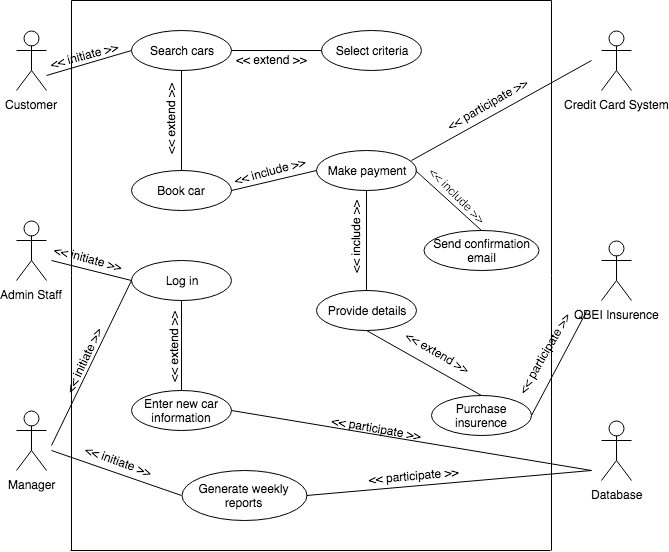 << initiate >>
Search cars
<< extend >>
Select criteria
Customer
Credit Card System
<< participate >>
<< extend >>
Book car
<< include >>
Make payment
<< include >>
<< include >>
Send confirmation
email
<< initiate >>
Admin Staff
Log in
Provide details
QBEI Insurence
<< extend >>
<< initiate >>
<< extend >>
<< participate >>
Enter new car
information
Purchase
insurence
<< participate >>
Manager
<< initiate >>
Generate weekly
reports
<< participate >>
Database